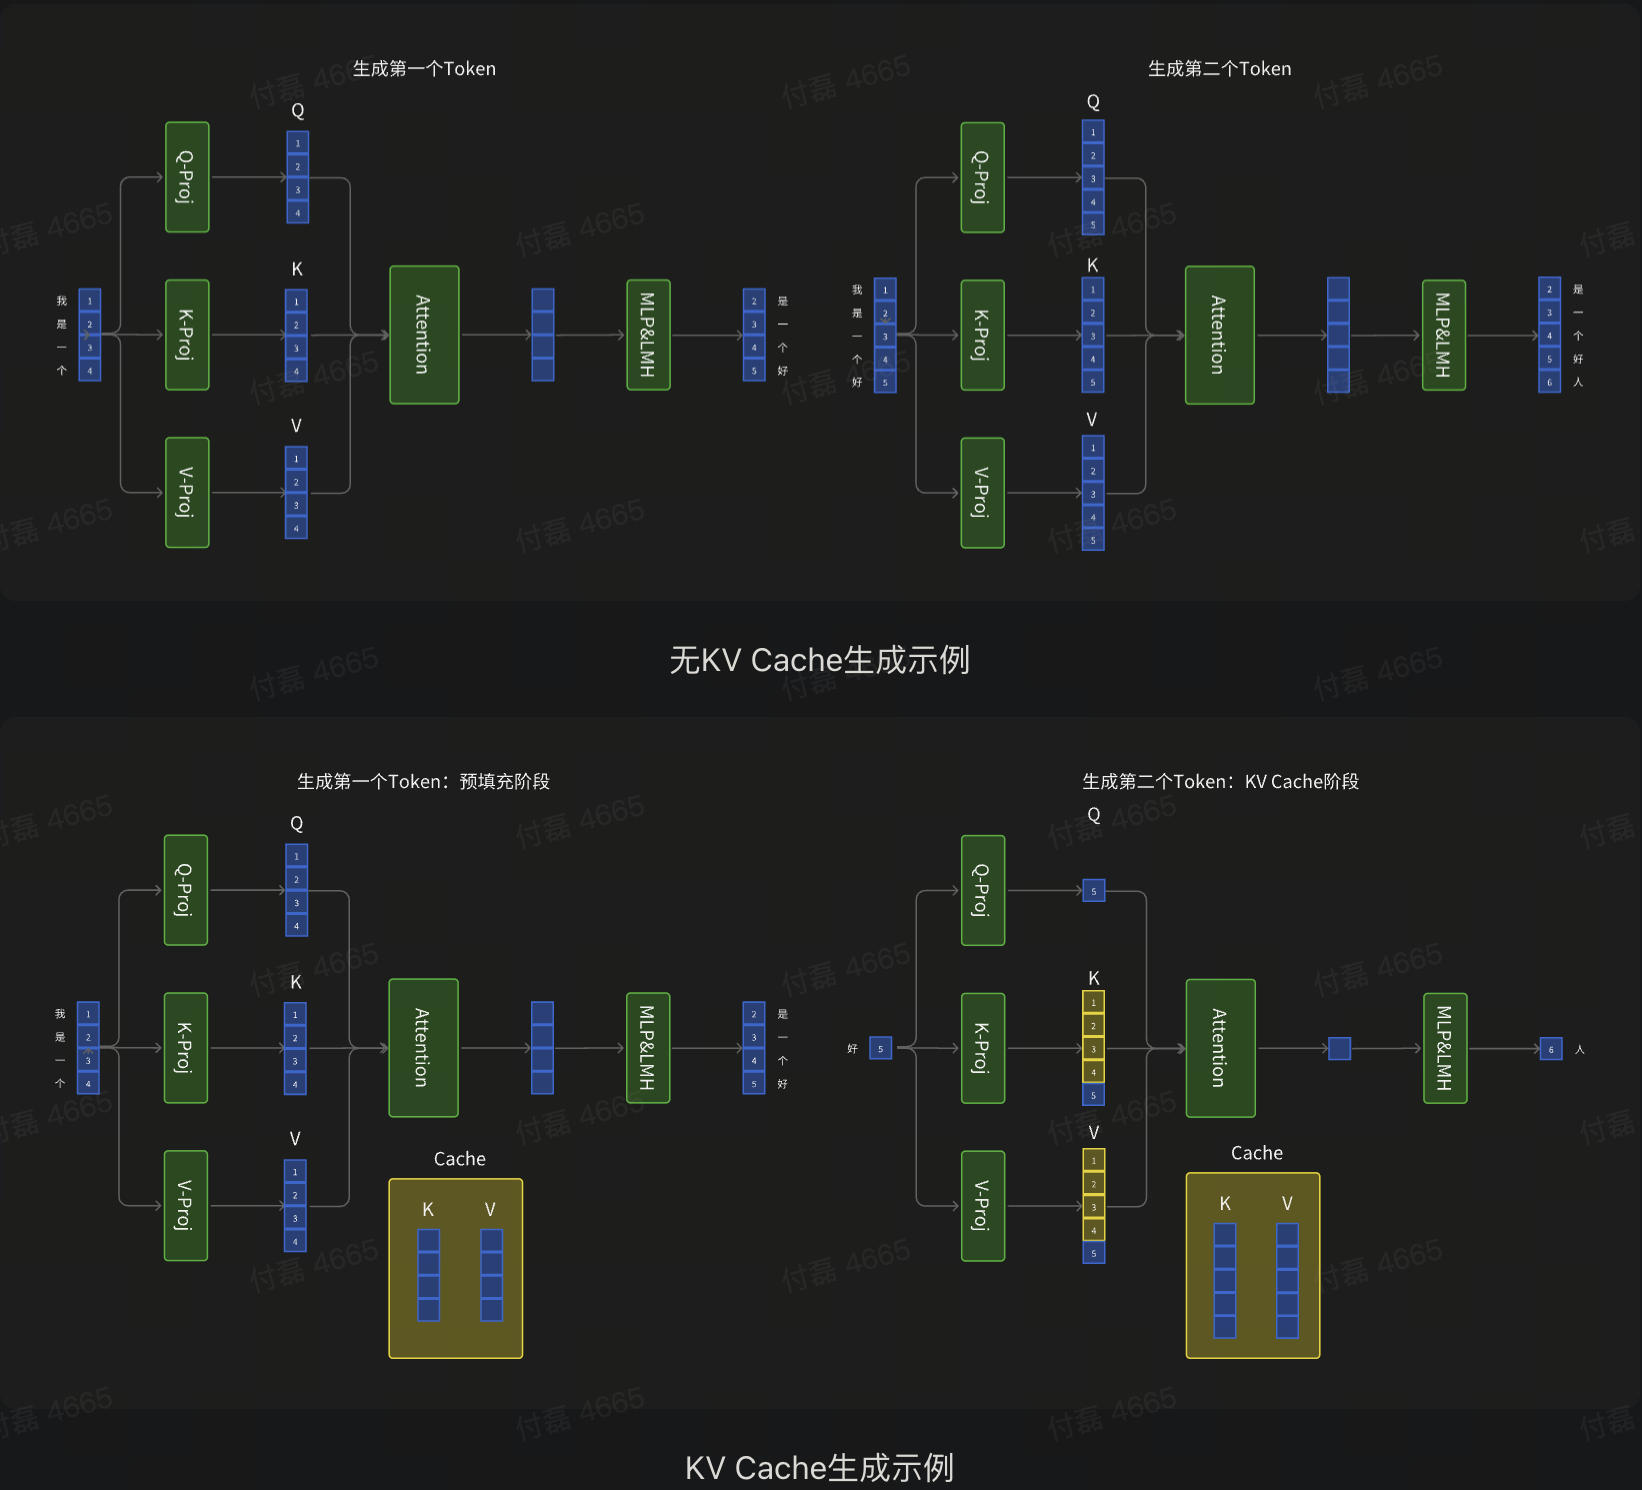 生成第一个Token
Q
1
2
3
4
Q-Proj
K
1
2
3
4
K-Proj
V
1
2
3
4
V-Proj
我 1
是 2
一 3
个 4
Attention
MLP&LMH
2 是
3 一
4 个
5 好
生成第二个Token
Q
1
2
3
4
5
Q-Proj
K
1
2
3
4
5
K-Proj
V
1
2
3
4
5
V-Proj
我 1
是 2
一 3
个 4
好 5
Attention
MLP&LMH
2 是
3 一
4 个
5 好
6 人
无KV Cache生成示例
生成第一个Token：预填充阶段
Q
1
2
3
4
Q-Proj
K
1
2
3
4
K-Proj
V
1
2
3
4
V-Proj
我 1
是 2
一 3
个 4
Attention
MLP&LMH
2 是
3 一
4 个
5 好
Cache
K V
生成第二个Token：KV Cache阶段
Q
5
Q-Proj
K
1
2
3
4
5
K-Proj
V
1
2
3
4
5
V-Proj
好 5
Attention
MLP&LMH
6 人
Cache
K V
KV Cache生成示例
付磊 4665